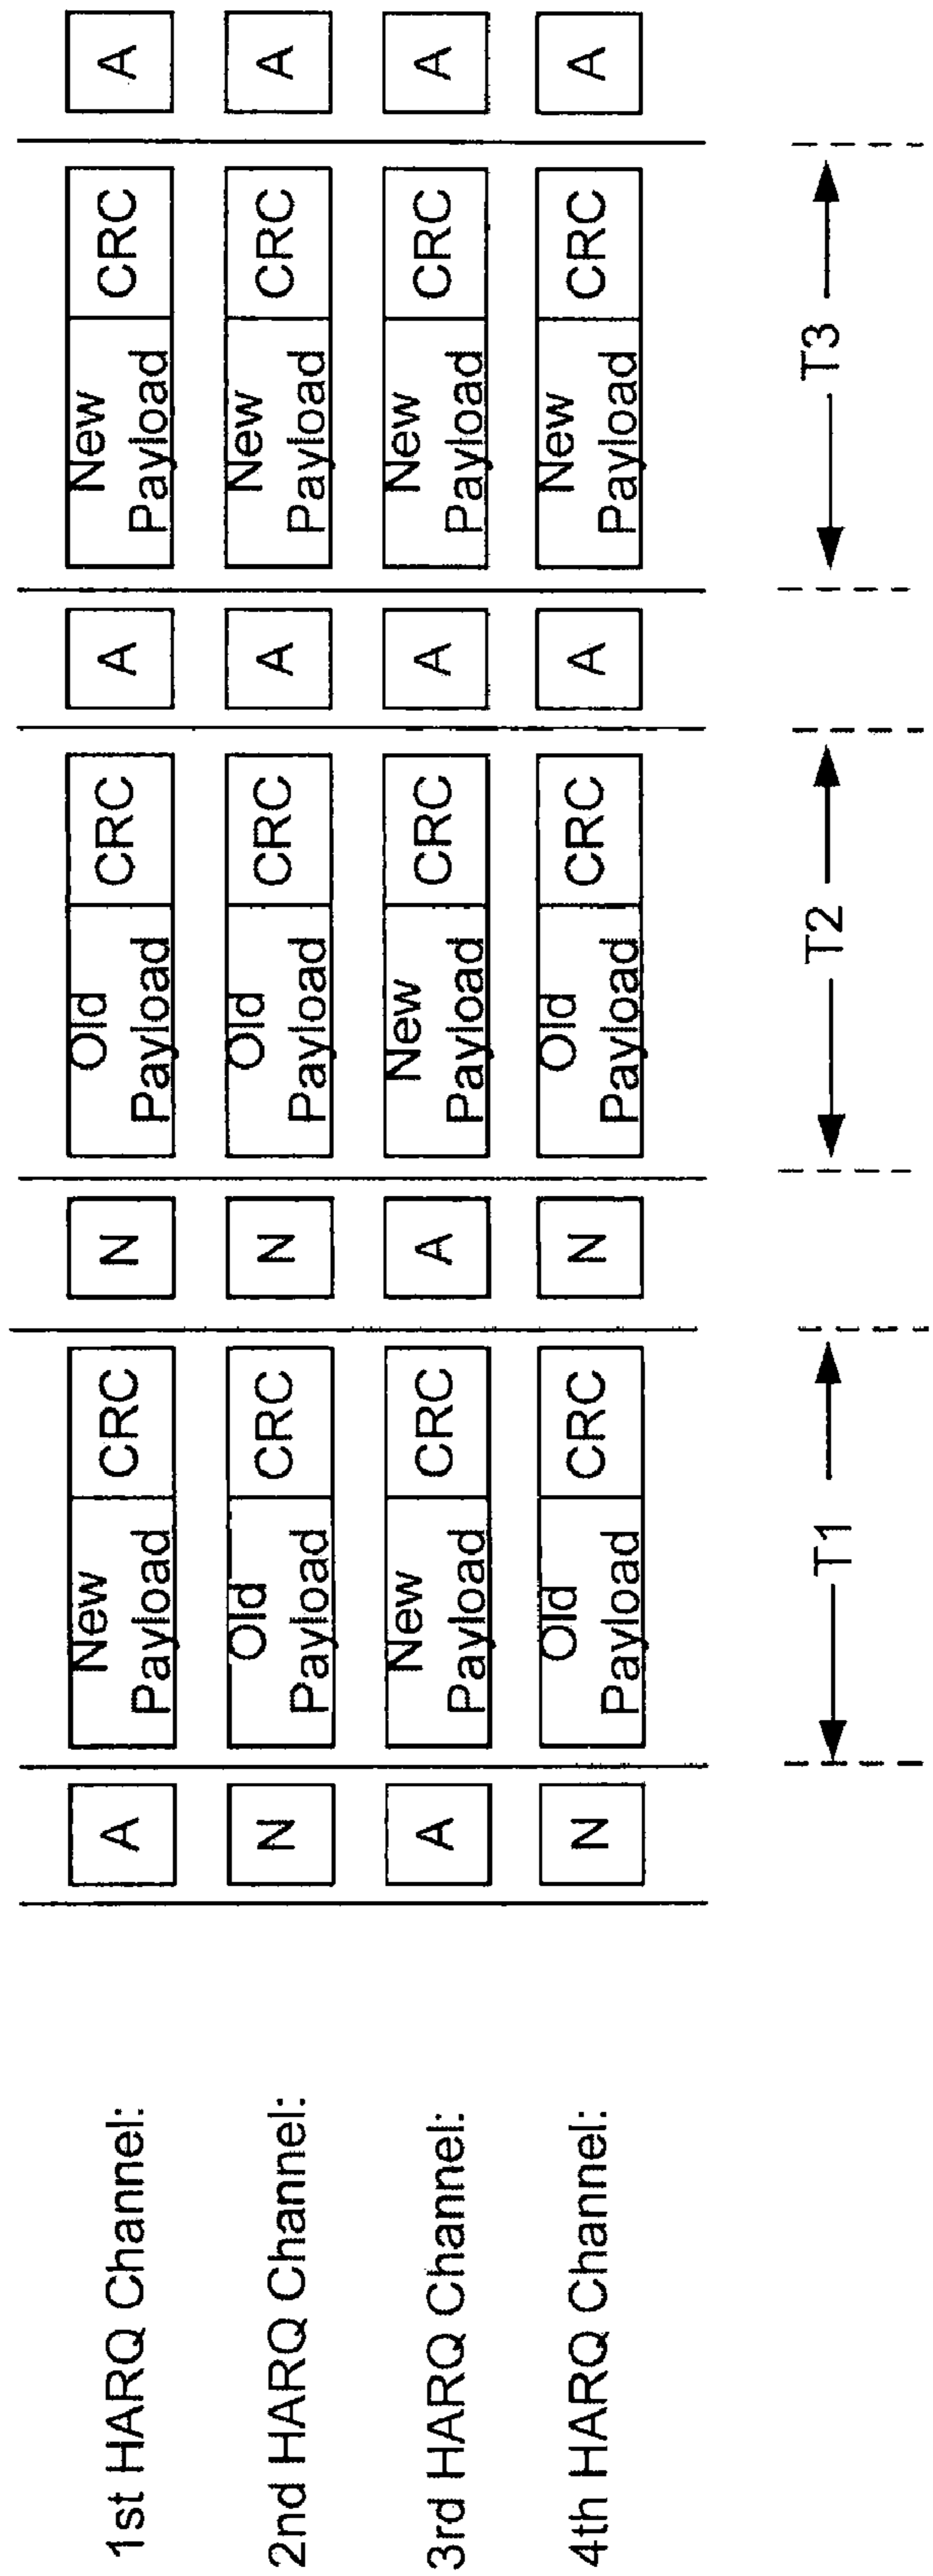 1st HARQ Channel: A New Payload CRC N Old Payload CRC A New Payload CRC A
2nd HARQ Channel: N Old Payload CRC N Old Payload CRC A New Payload CRC A
3rd HARQ Channel: A New Payload CRC A New Payload CRC A New Payload CRC A
4th HARQ Channel: N Old Payload CRC N Old Payload CRC A New Payload CRC A
T1 T2 T3